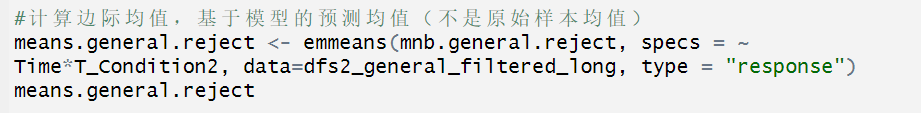 #计算边际均值，基于模型的预测均值（不是原始样本均值）
means.general.reject <- emmeans(mnb.general.reject, specs = ~
Time*T_Condition2, data=dfs2_general_filtered_long, type = "response")
means.general.reject